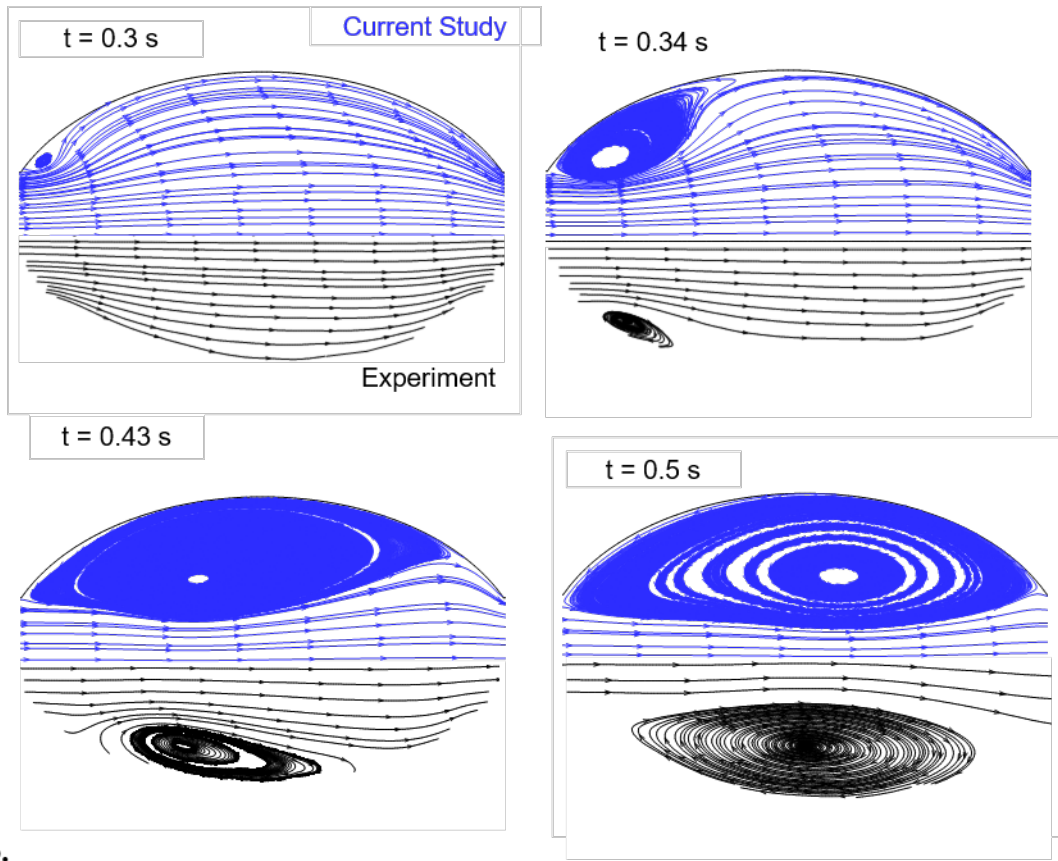 Current Study
t = 0.3 s
t = 0.34 s
Experiment
t = 0.43 s
t = 0.5 s